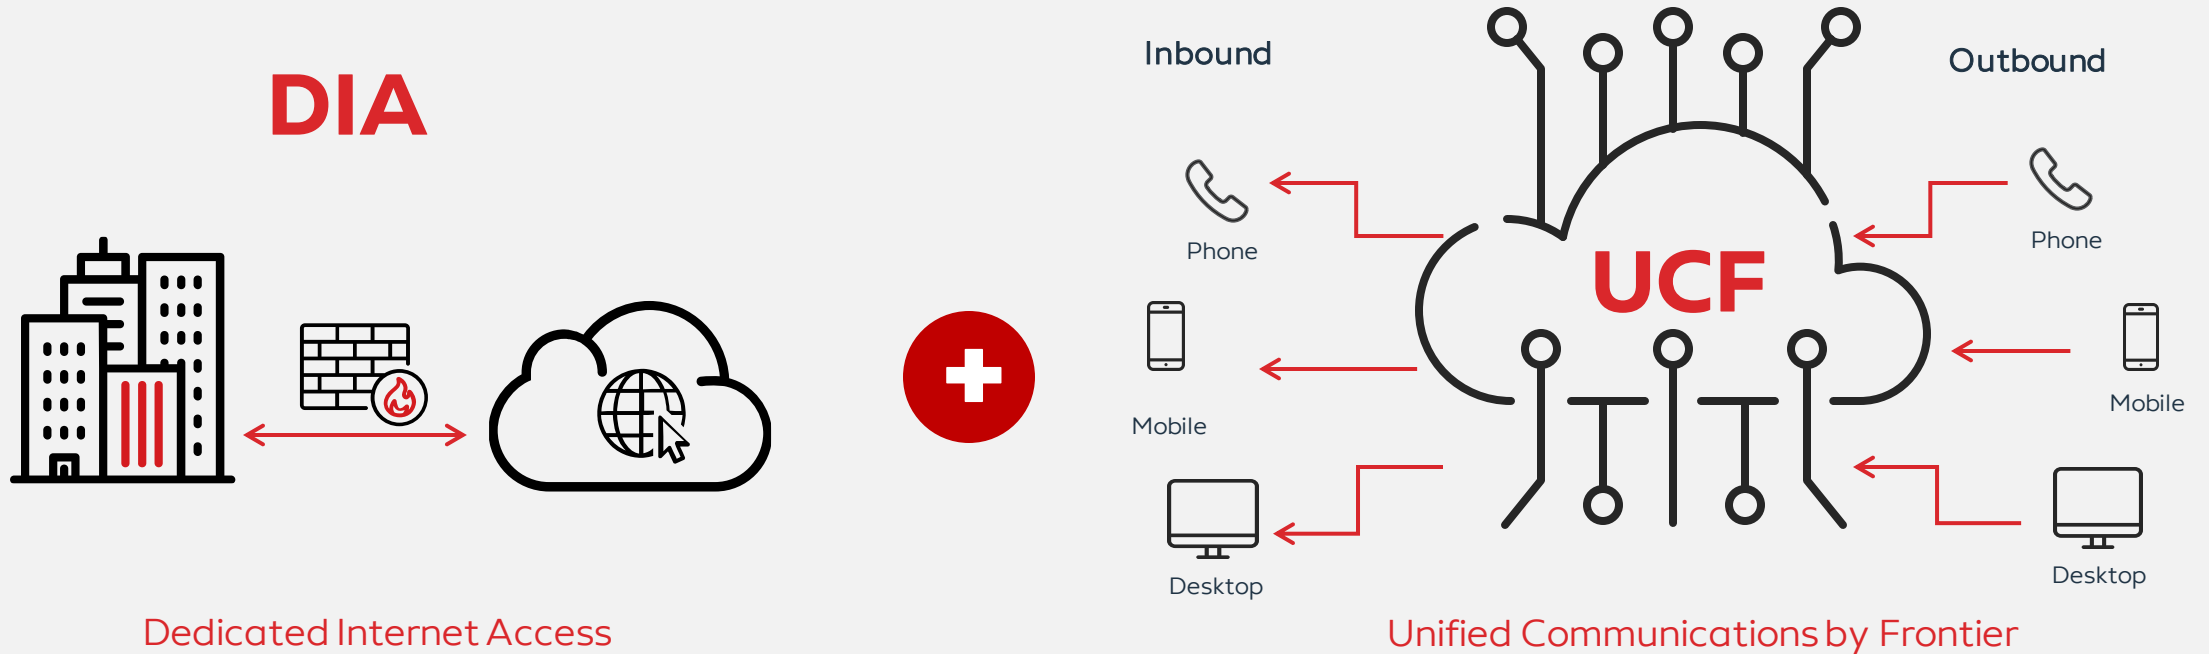 DIA
Dedicated Internet Access
Inbound
Phone
Mobile
Desktop
UCF
Outbound
Phone
Mobile
Desktop
Unified Communications by Frontier